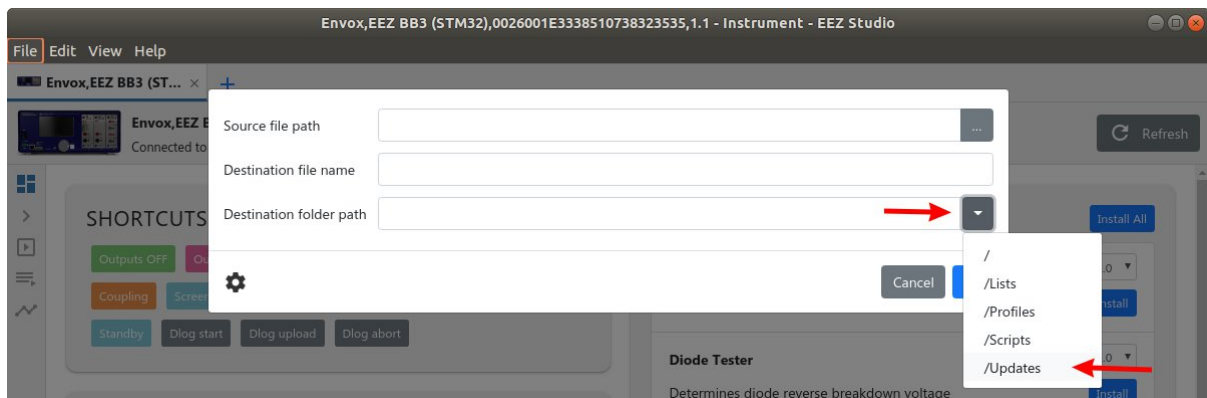 Envox,EEZ BB3 (STM32),0026001E3338510738323535,1.1 - Instrument - EEZ Studio
File Edit View Help
Envox,EEZ BB3 (ST... × +
Envox,EEZ
Connected to
Refresh
Source file path ...
Destination file name
Destination folder path
Cancel
/
/Lists
/Profiles
/Scripts
/Updates
SHORTCUTS
Outputs OFF
Coupling
Standby Dlog start Dlog upload Dlog abort
Install All
.0
Diode Tester
.0
Determines diode reverse breakdown voltage
Install